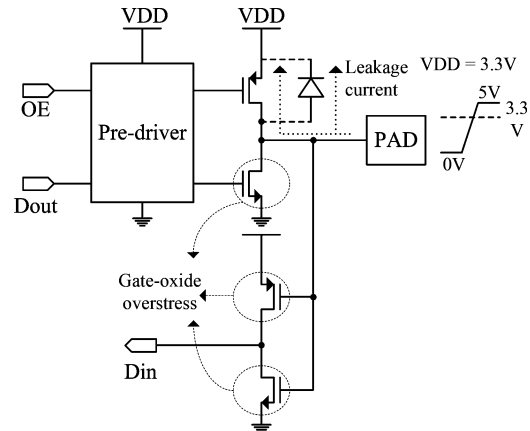 VDD
VDD
Leakage
current
VDD = 3.3V
OE
Pre-driver
PAD
5V
3.3
V
0V
Dout
Gate-oxide
overstress
Din